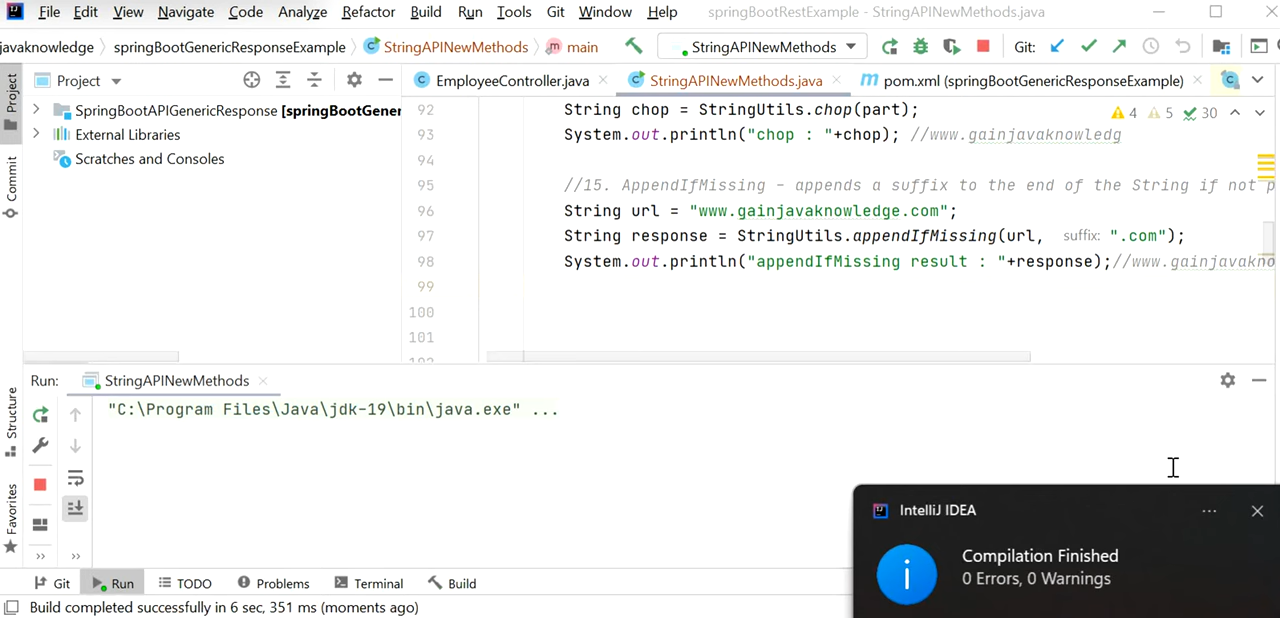 File Edit View Navigate Code Analyze Refactor Build Run Tools Git Window Help springBootRestExample - StringAPINewMethods.java
javaknowledge springBootGenericResponseExample StringAPINewMethods main StringAPINewMethods Git:
Project EmployeeController.java StringAPINewMethods.java pom.xml (springBootGenericResponseExample)
Project
Commit
Structure
Favorites
SpringBootAPIGenericResponse [springBootGener
External Libraries
Scratches and Consoles
4 5 30
92 String chop = StringUtils.chop(part);
93 System.out.println("chop : "+chop); //www.gainjavaknowledg
94
95 //15. AppendIfMissing - appends a suffix to the end of the String if not p
96 String url = "www.gainjavaknowledge.com";
97 String response = StringUtils.appendIfMissing(url, suffix: ".com");
98 System.out.println("appendIfMissing result : "+response);//www.gainjavakno
99
100
101
Run: StringAPINewMethods
"C:\Program Files\Java\jdk-19\bin\java.exe" ...
IntelliJ IDEA
Compilation Finished
0 Errors, 0 Warnings
Git Run TODO Problems Terminal Build
Build completed successfully in 6 sec, 351 ms (moments ago)